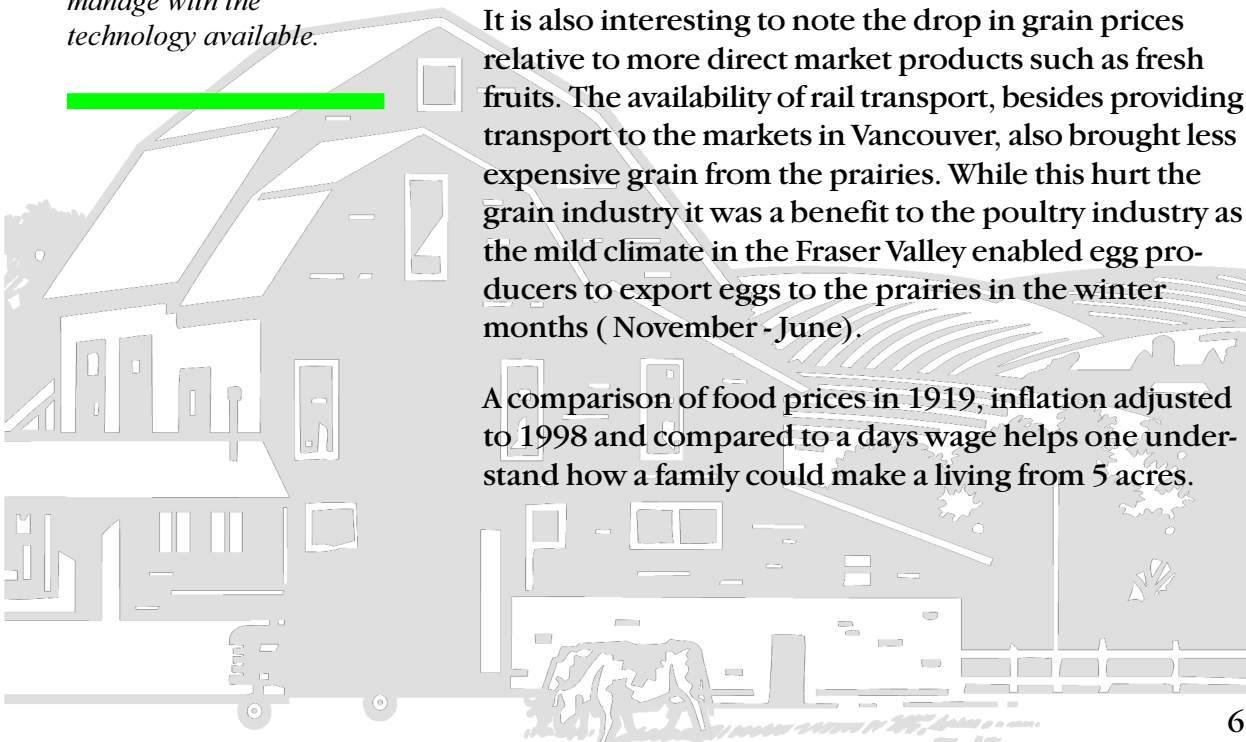 manage with the
technology available.
It is also interesting to note the drop in grain prices
relative to more direct market products such as fresh
fruits. The availability of rail transport, besides providing
transport to the markets in Vancouver, also brought less
expensive grain from the prairies. While this hurt the
grain industry it was a benefit to the poultry industry as
the mild climate in the Fraser Valley enabled egg pro-
ducers to export eggs to the prairies in the winter
months ( November - June).
A comparison of food prices in 1919, inflation adjusted
to 1998 and compared to a days wage helps one under-
stand how a family could make a living from 5 acres.
6